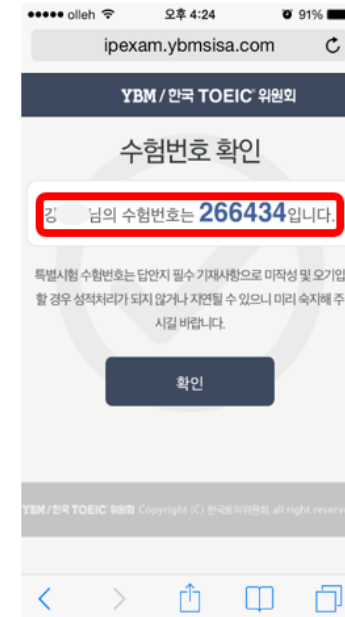 olleh 오후 4:24 91%
ipexam.ybmsisa.com
YBM / 한국 TOEIC 위원회
수험번호 확인
강 님의 수험번호는 266434입니다.
특별시험 수험번호는 답안지 필수 기재사항으로 미작성 및 오기입
할 경우 성적처리가 되지 않거나 지연될 수 있으니 미리 숙지해 주
시길 바랍니다.
확인
YBM / 한국 TOEIC 위원회 Copyright (C) 한국토익위원회, all right reserv